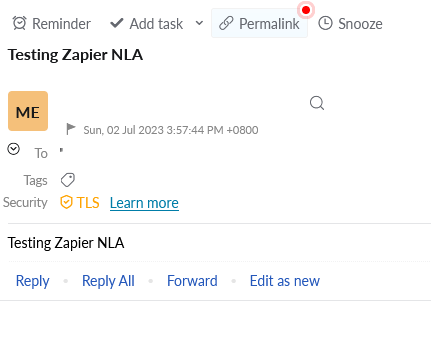 Reminder Add task Permalink Snooze
Testing Zapier NLA
ME
Sun, 02 Jul 2023 3:57:44 PM +0800
To
Tags
Security TLS Learn more
Testing Zapier NLA
Reply Reply All Forward Edit as new